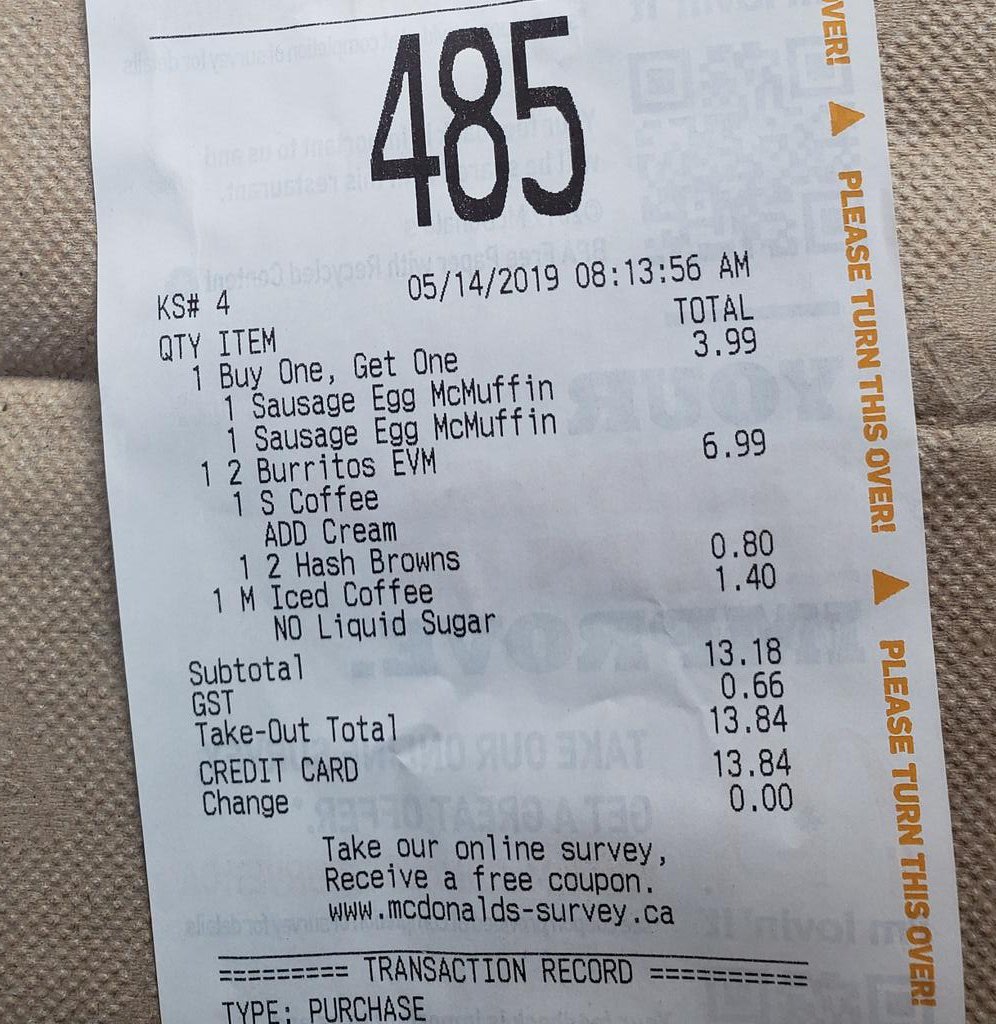 485
KS# 4 05/14/2019 08:13:56 AM
QTY ITEM TOTAL
1 Buy One, Get One 3.99
1 Sausage Egg McMuffin
1 Sausage Egg McMuffin
1 2 Burritos EVM 6.99
1 S Coffee
ADD Cream
1 2 Hash Browns 0.80
1 M Iced Coffee 1.40
NO Liquid Sugar
Subtotal 13.18
GST 0.66
Take-Out Total 13.84
CREDIT CARD 13.84
Change 0.00
Take our online survey,
Receive a free coupon.
www.mcdonalds-survey.ca
========= TRANSACTION RECORD ==========
TYPE: PURCHASE
OVER!
PLEASE TURN THIS OVER!
PLEASE TURN THIS OVER!